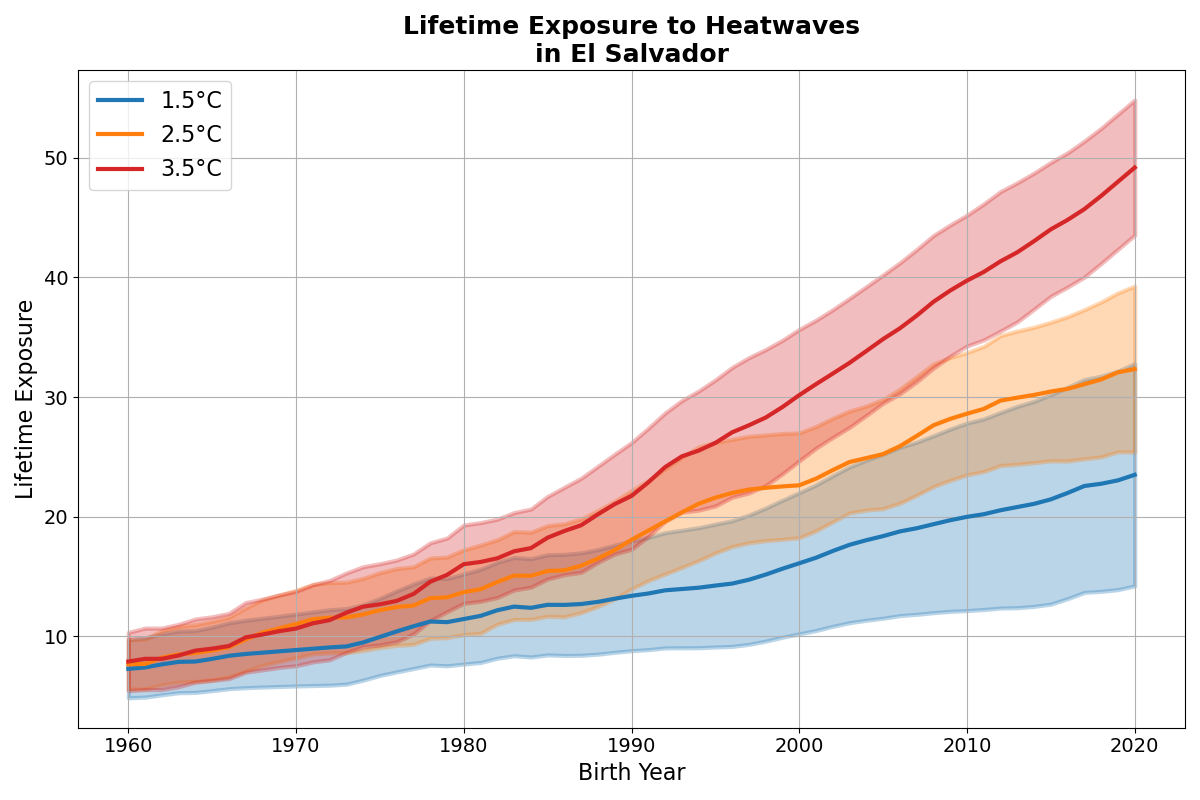 Lifetime Exposure to Heatwaves
in El Salvador
1.5°C
2.5°C
3.5°C
Lifetime Exposure
50
40
30
20
10
1960 1970 1980 1990 2000 2010 2020
Birth Year